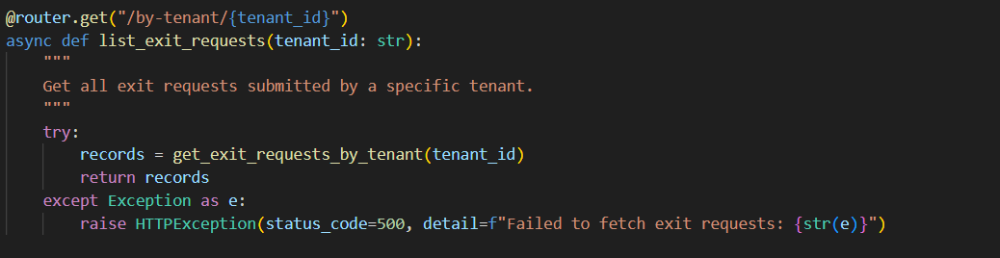 @router.get("/by-tenant/{tenant_id}")
async def list_exit_requests(tenant_id: str):
    """
    Get all exit requests submitted by a specific tenant.
    """
    try:
        records = get_exit_requests_by_tenant(tenant_id)
        return records
    except Exception as e:
        raise HTTPException(status_code=500, detail=f"Failed to fetch exit requests: {str(e)}")